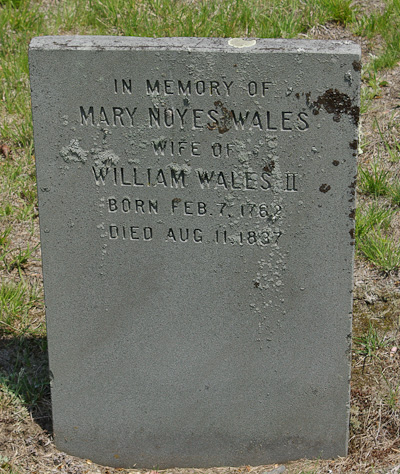 IN MEMORY OF
MARY NOYES WALES
WIFE OF
WILLIAM WALES II
BORN FEB. 7, 1762
DIED AUG. 11, 1837